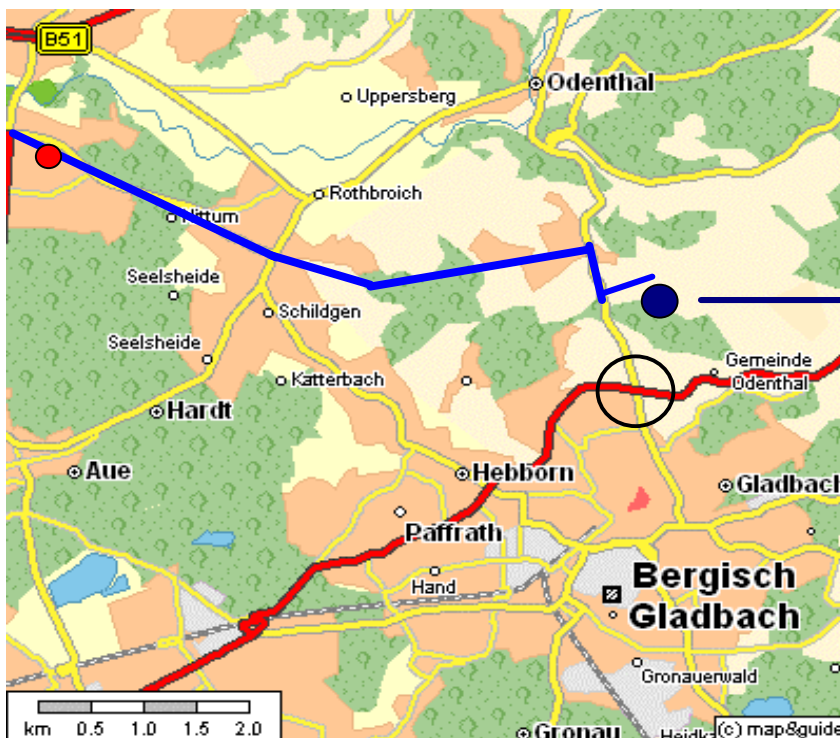 B51
Odenthal
Uppersberg
Rothbroich
Nittum
Seelsheide
Schildgen
Seelsheide
Gemeinde
Odenthal
Katterbach
Hardt
Aue
Hebborn
Gladbach
Paffrath
Hand
Bergisch
Gladbach
Gronauerwald
Gronau
Heidka
km 0.5 1.0 1.5 2.0
(c) map&guide